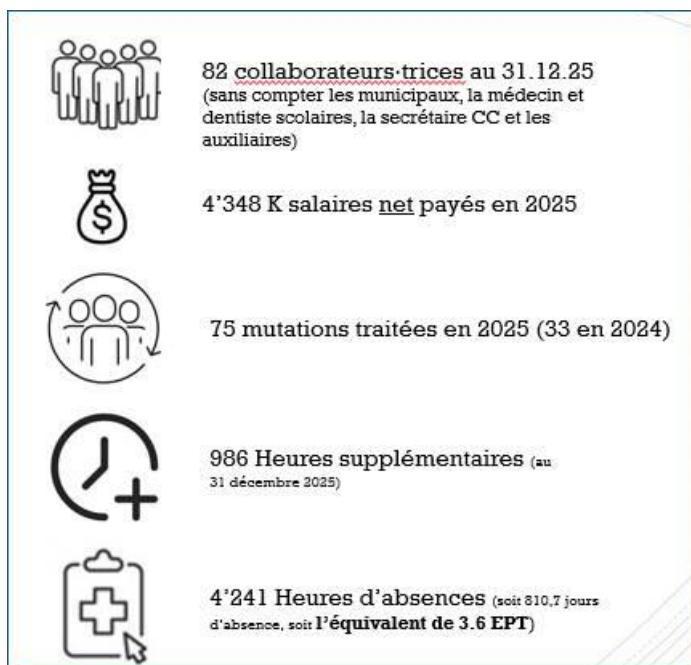 82 collaborateurs·trices au 31.12.25
(sans compter les municipaux, la médecin et
dentiste scolaires, la secrétaire CC et les
auxiliaires)
$
4'348 K salaires net payés en 2025
75 mutations traitées en 2025 (33 en 2024)
986 Heures supplémentaires (au
31 décembre 2025)
4'241 Heures d'absences (soit 810,7 jours
d'absence, soit l'équivalent de 3.6 EPT)